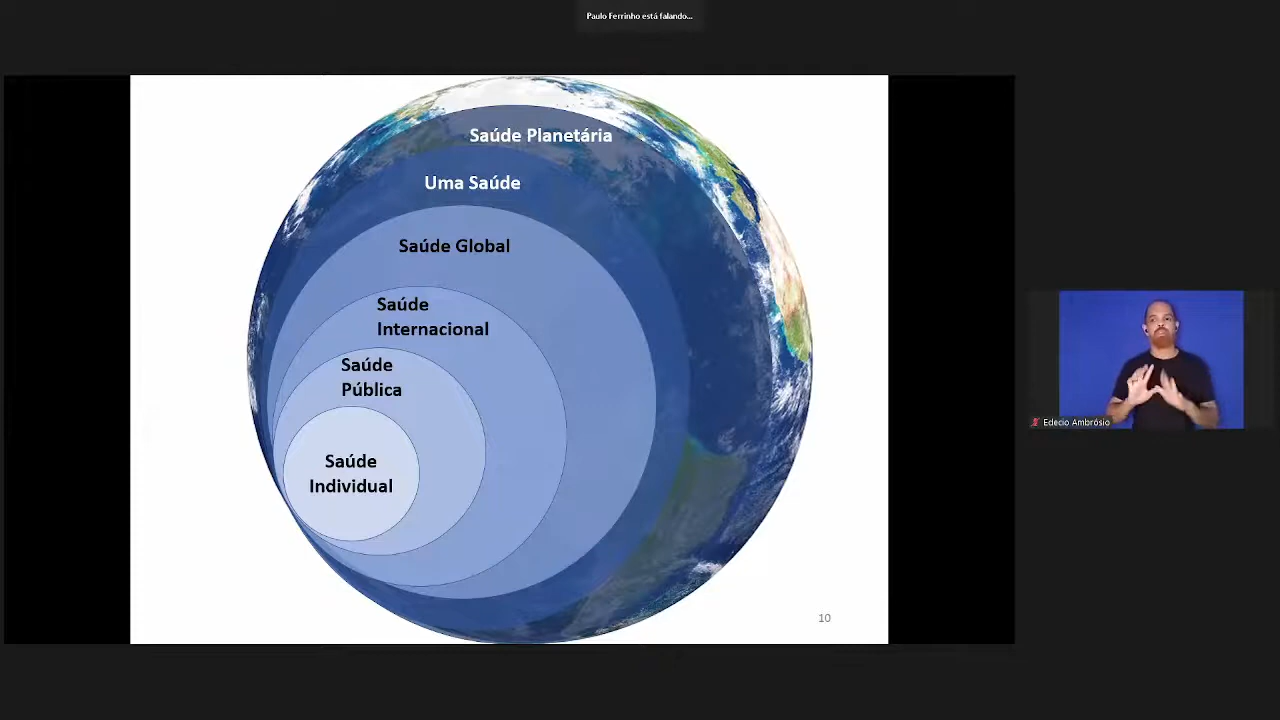 Paulo Ferrinho está falando...
Saúde Planetária
Uma Saúde
Saúde Global
Saúde
Internacional
Saúde
Pública
Saúde
Individual
Edecio Ambrósio
10